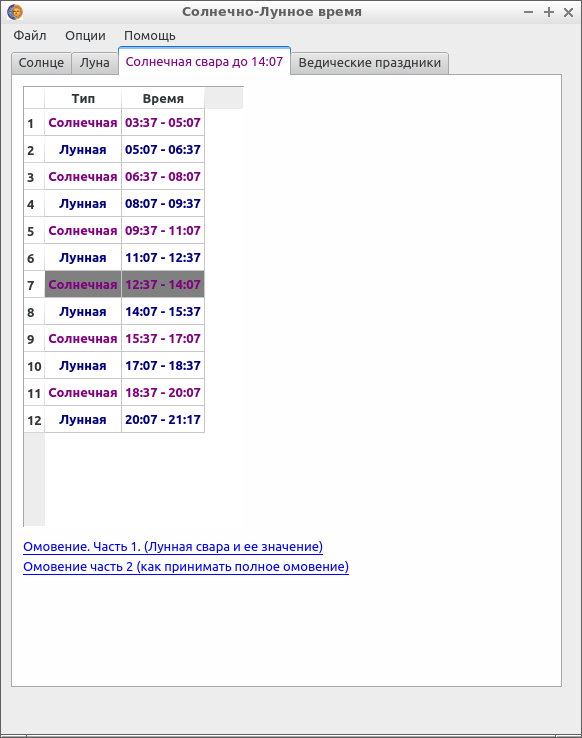 Солнечно-Лунное время
Файл Опции Помощь
Солнце Луна Солнечная свара до 14:07 Ведические праздники
Тип Время
1 Солнечная 03:37 - 05:07
2 Лунная 05:07 - 06:37
3 Солнечная 06:37 - 08:07
4 Лунная 08:07 - 09:37
5 Солнечная 09:37 - 11:07
6 Лунная 11:07 - 12:37
7 Солнечная 12:37 - 14:07
8 Лунная 14:07 - 15:37
9 Солнечная 15:37 - 17:07
10 Лунная 17:07 - 18:37
11 Солнечная 18:37 - 20:07
12 Лунная 20:07 - 21:17
Омовение. Часть 1. (Лунная свара и ее значение)
Омовение часть 2 (как принимать полное омовение)